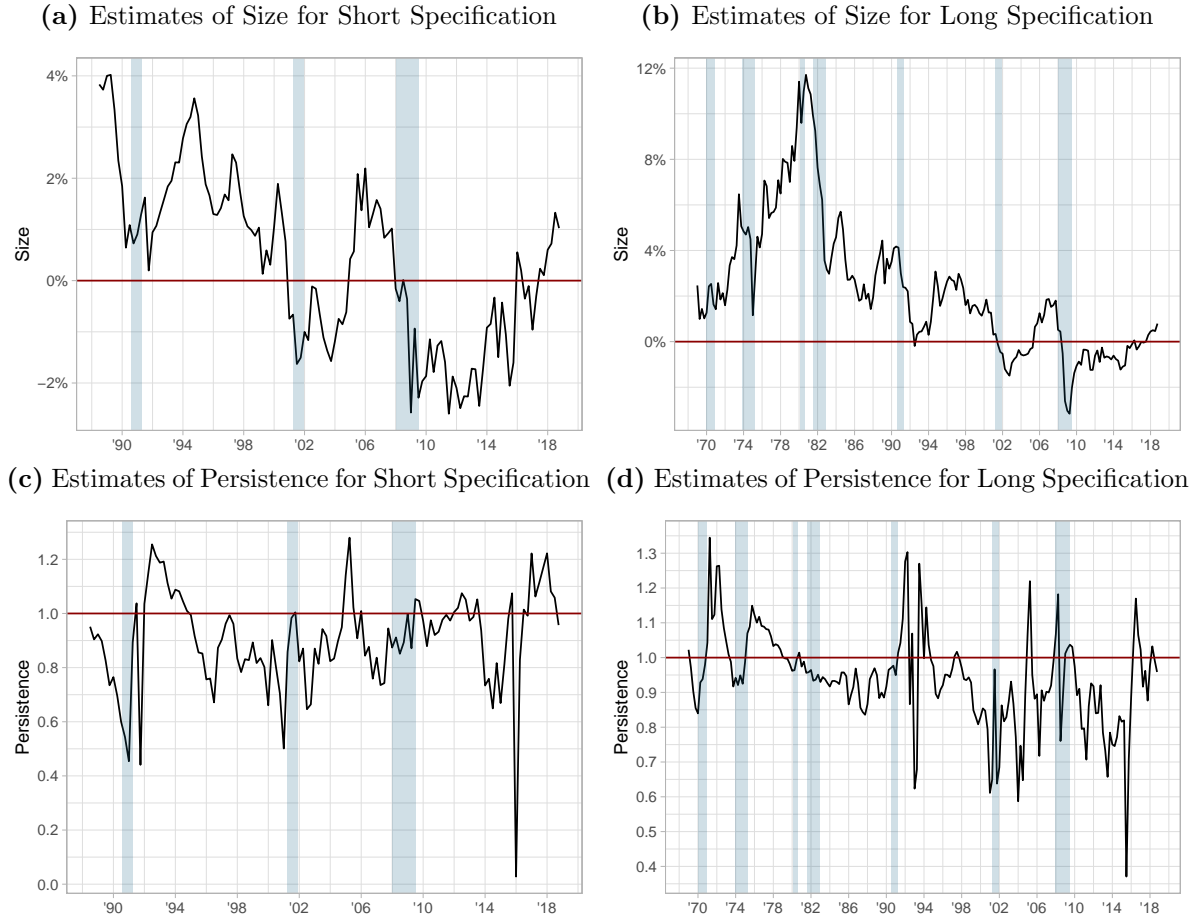 (a) Estimates of Size for Short Specification
4%
2%
0%
−2%
Size
'90 '94 '98 '02 '06 '10 '14 '18
(b) Estimates of Size for Long Specification
12%
8%
4%
0%
Size
'70 '74 '78 '82 '86 '90 '94 '98 '02 '06 '10 '14 '18
(c) Estimates of Persistence for Short Specification
1.2
1.0
0.8
0.6
0.4
0.2
0.0
Persistence
'90 '94 '98 '02 '06 '10 '14 '18
(d) Estimates of Persistence for Long Specification
1.3
1.2
1.1
1.0
0.9
0.8
0.7
0.6
0.5
0.4
Persistence
'70 '74 '78 '82 '86 '90 '94 '98 '02 '06 '10 '14 '18